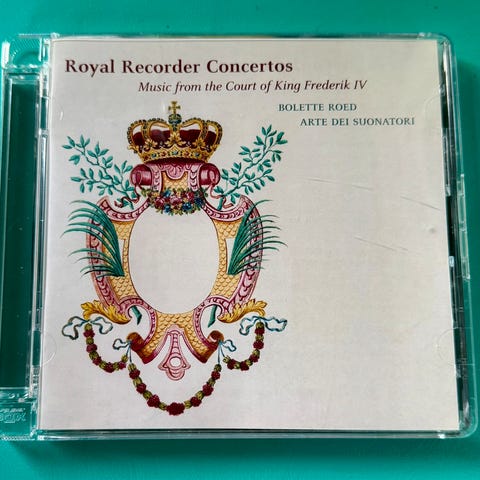 Royal Recorder Concertos
Music from the Court of King Frederik IV
BOLETTE ROED
ARTE DEI SUONATORI